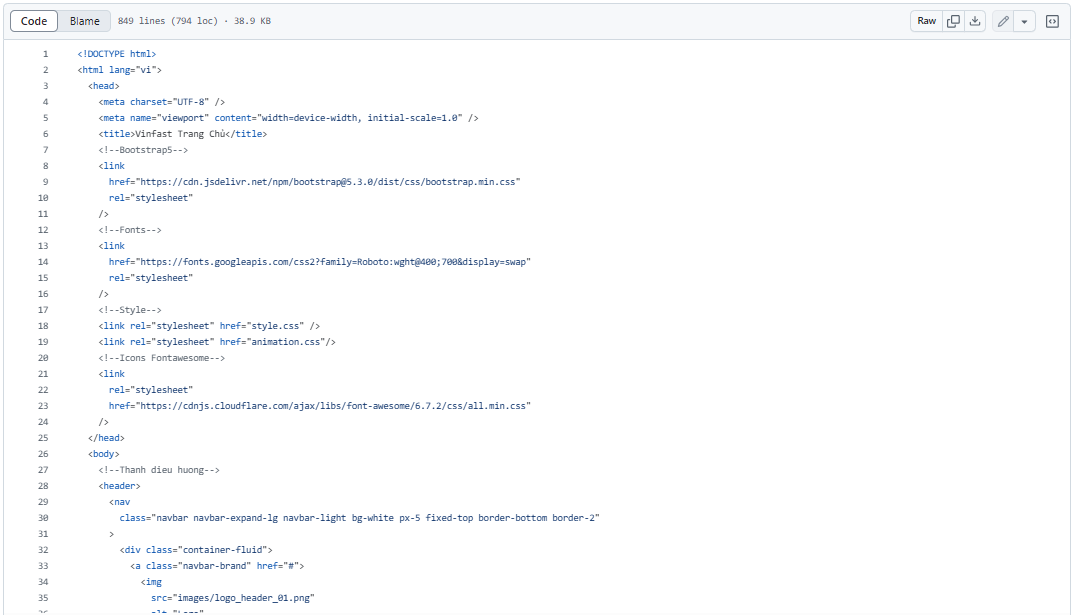 Code Blame 849 lines (794 loc) · 38.9 KB Raw
1 <!DOCTYPE html>
2 <html lang="vi">
3 <head>
4 <meta charset="UTF-8" />
5 <meta name="viewport" content="width=device-width, initial-scale=1.0" />
6 <title>Vinfast Trang Chủ</title>
7 <!--Bootstrap5-->
8 <link
9 href="https://cdn.jsdelivr.net/npm/bootstrap@5.3.0/dist/css/bootstrap.min.css"
10 rel="stylesheet"
11 />
12 <!--Fonts-->
13 <link
14 href="https://fonts.googleapis.com/css2?family=Roboto:wght@400;700&display=swap"
15 rel="stylesheet"
16 />
17 <!--Style-->
18 <link rel="stylesheet" href="style.css" />
19 <link rel="stylesheet" href="animation.css"/>
20 <!--Icons Fontawesome-->
21 <link
22 rel="stylesheet"
23 href="https://cdnjs.cloudflare.com/ajax/libs/font-awesome/6.7.2/css/all.min.css"
24 />
25 </head>
26 <body>
27 <!--Thanh dieu huong-->
28 <header>
29 <nav
30 class="navbar navbar-expand-lg navbar-light bg-white px-5 fixed-top border-bottom border-2"
31 >
32 <div class="container-fluid">
33 <a class="navbar-brand" href="#">
34 <img
35 src="images/logo_header_01.png"